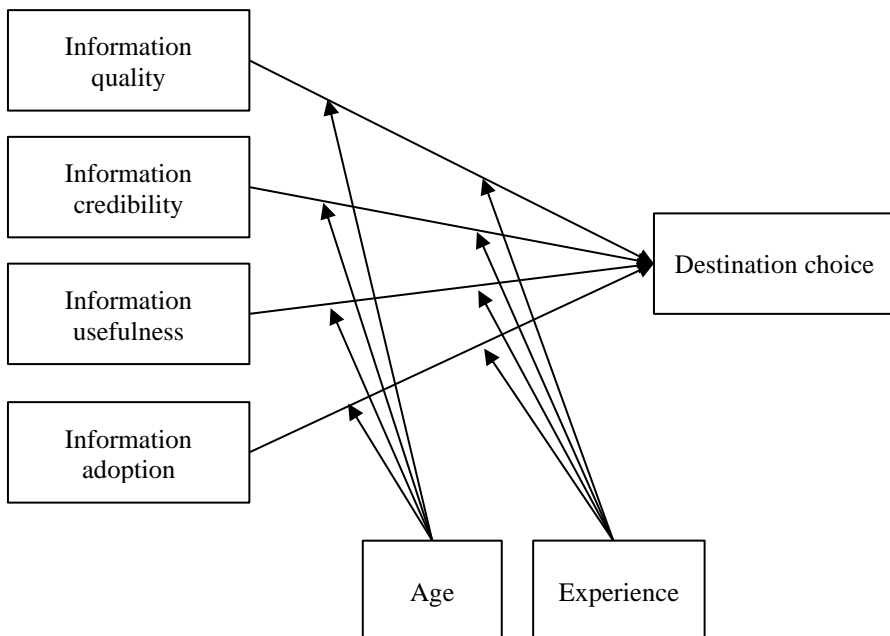 Information
quality
Information
credibility
Information
usefulness
Information
adoption
Destination choice
Age
Experience